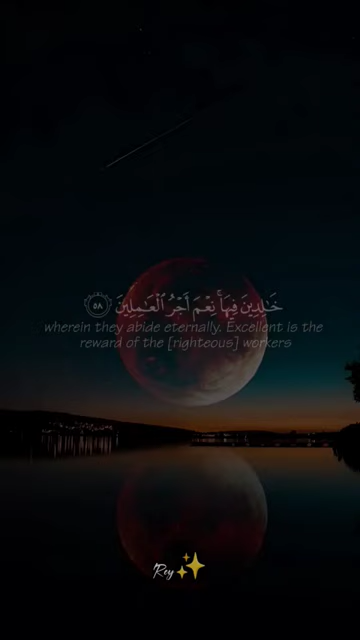 خَـٰلِدِينَ فِيهَاۚ نِعْمَ أَجْرُ ٱلْعَـٰمِلِينَ ٥٨
wherein they abide eternally. Excellent is the
reward of the [righteous] workers
'Rey